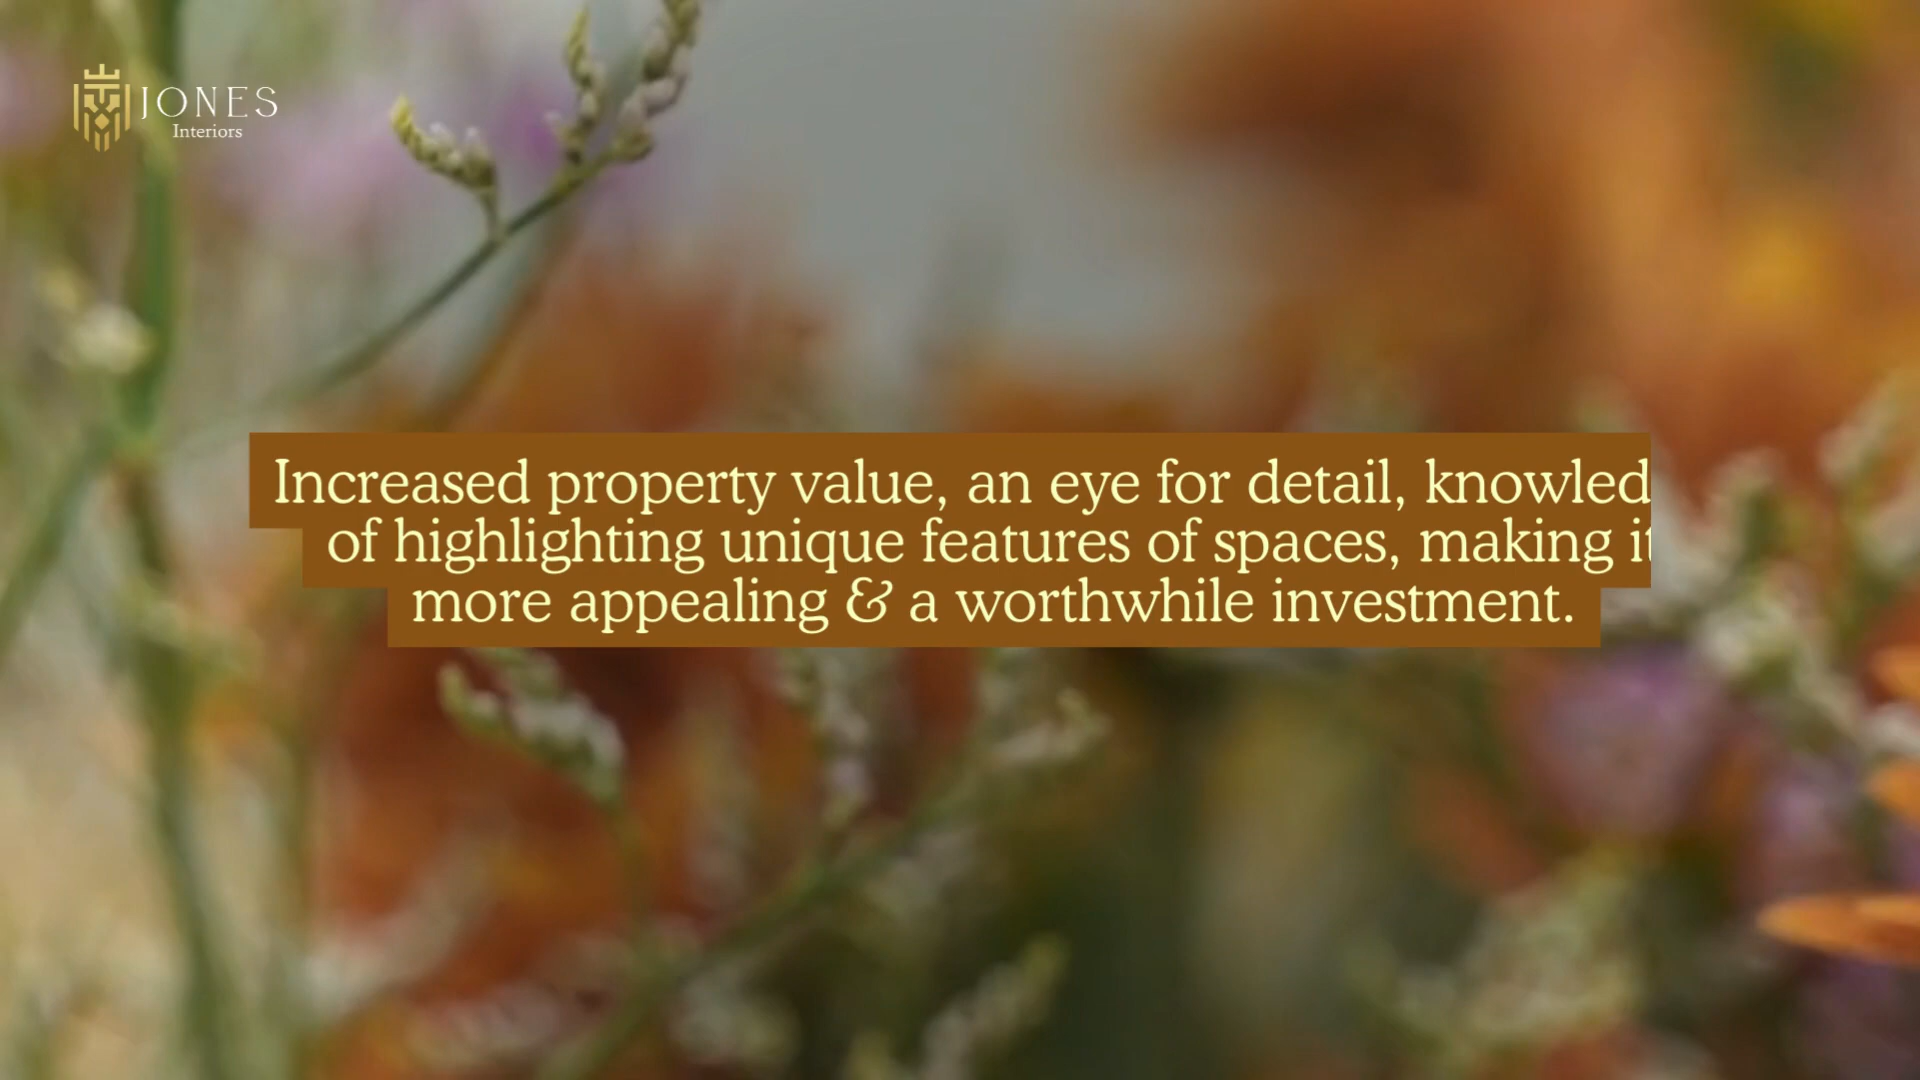 JONES
Interiors
Increased property value, an eye for detail, knowled
of highlighting unique features of spaces, making it
more appealing & a worthwhile investment.